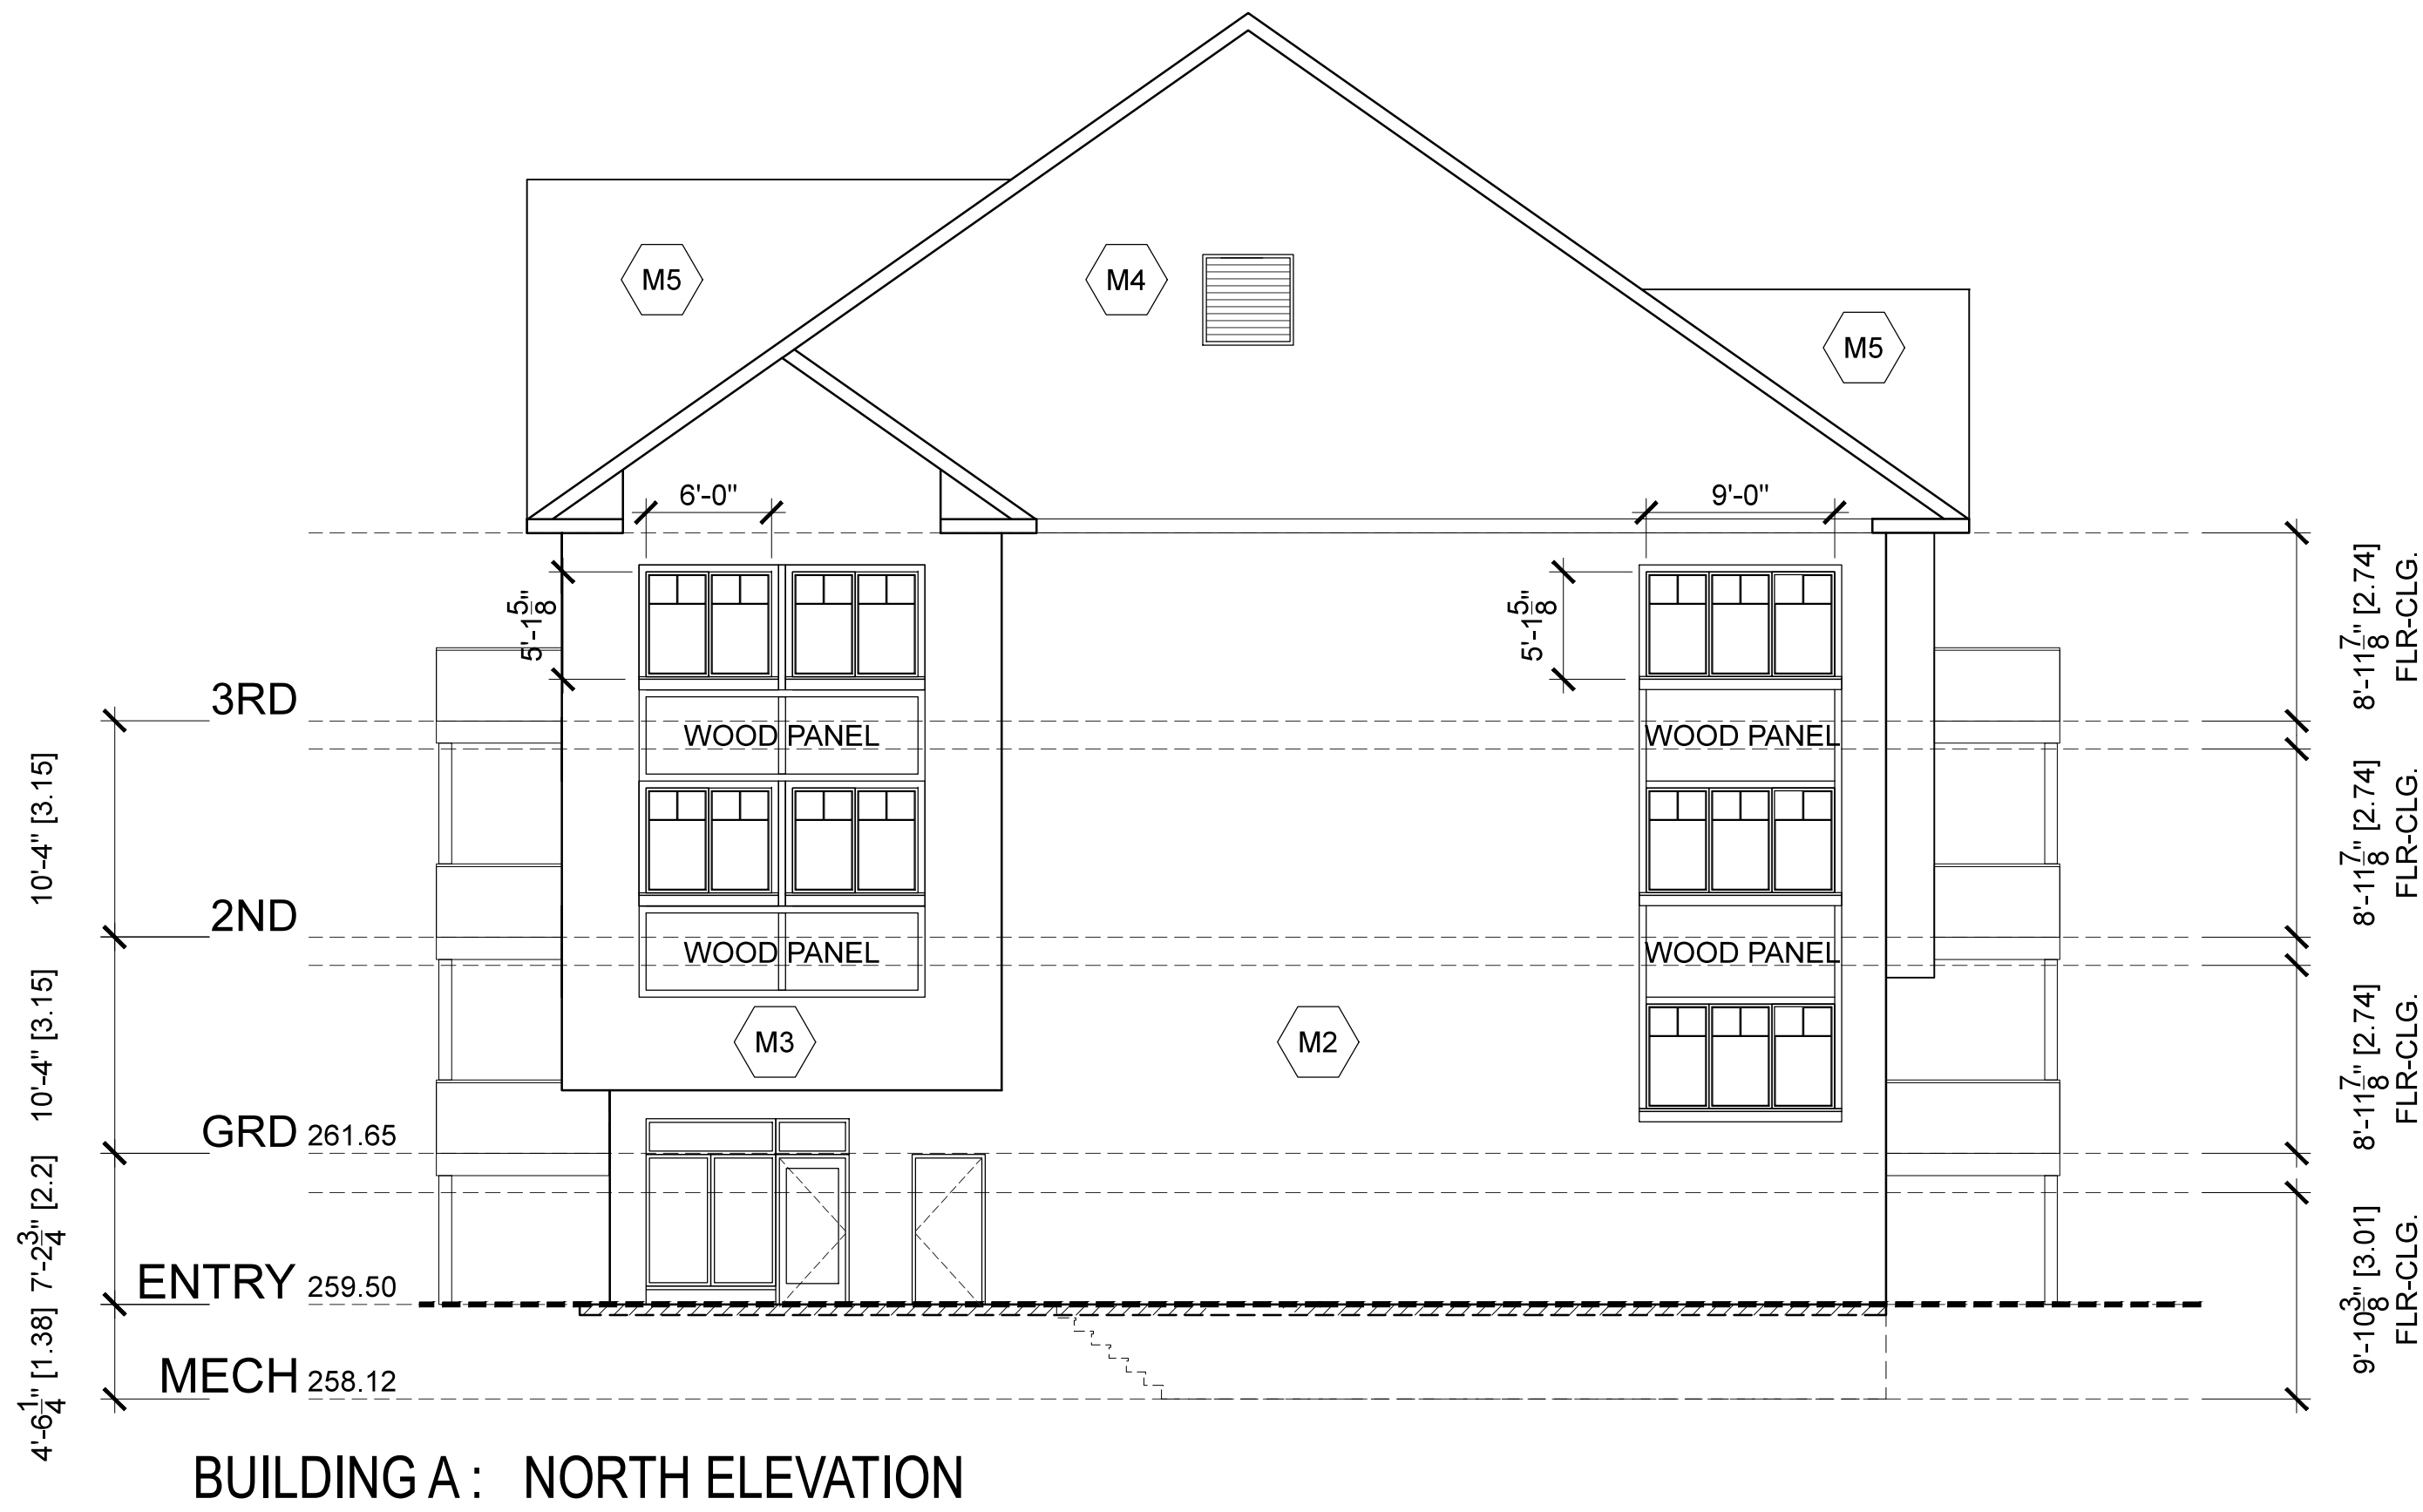 M5
M4
M5
6'-0"
9'-0"
5'-1 5/8"
5'-1 5/8"
8'-11 7/8" [2.74]
FLR-CLG.
3RD
WOOD PANEL
WOOD PANEL
10'-4" [3.15]
8'-11 7/8" [2.74]
FLR-CLG.
2ND
WOOD PANEL
WOOD PANEL
10'-4" [3.15]
M3
M2
8'-11 7/8" [2.74]
FLR-CLG.
GRD 261.65
7'-2 3/4" [2.2]
ENTRY 259.50
9'-10 3/8" [3.01]
FLR-CLG.
4'-6 1/4" [1.38]
MECH 258.12
BUILDING A : NORTH ELEVATION